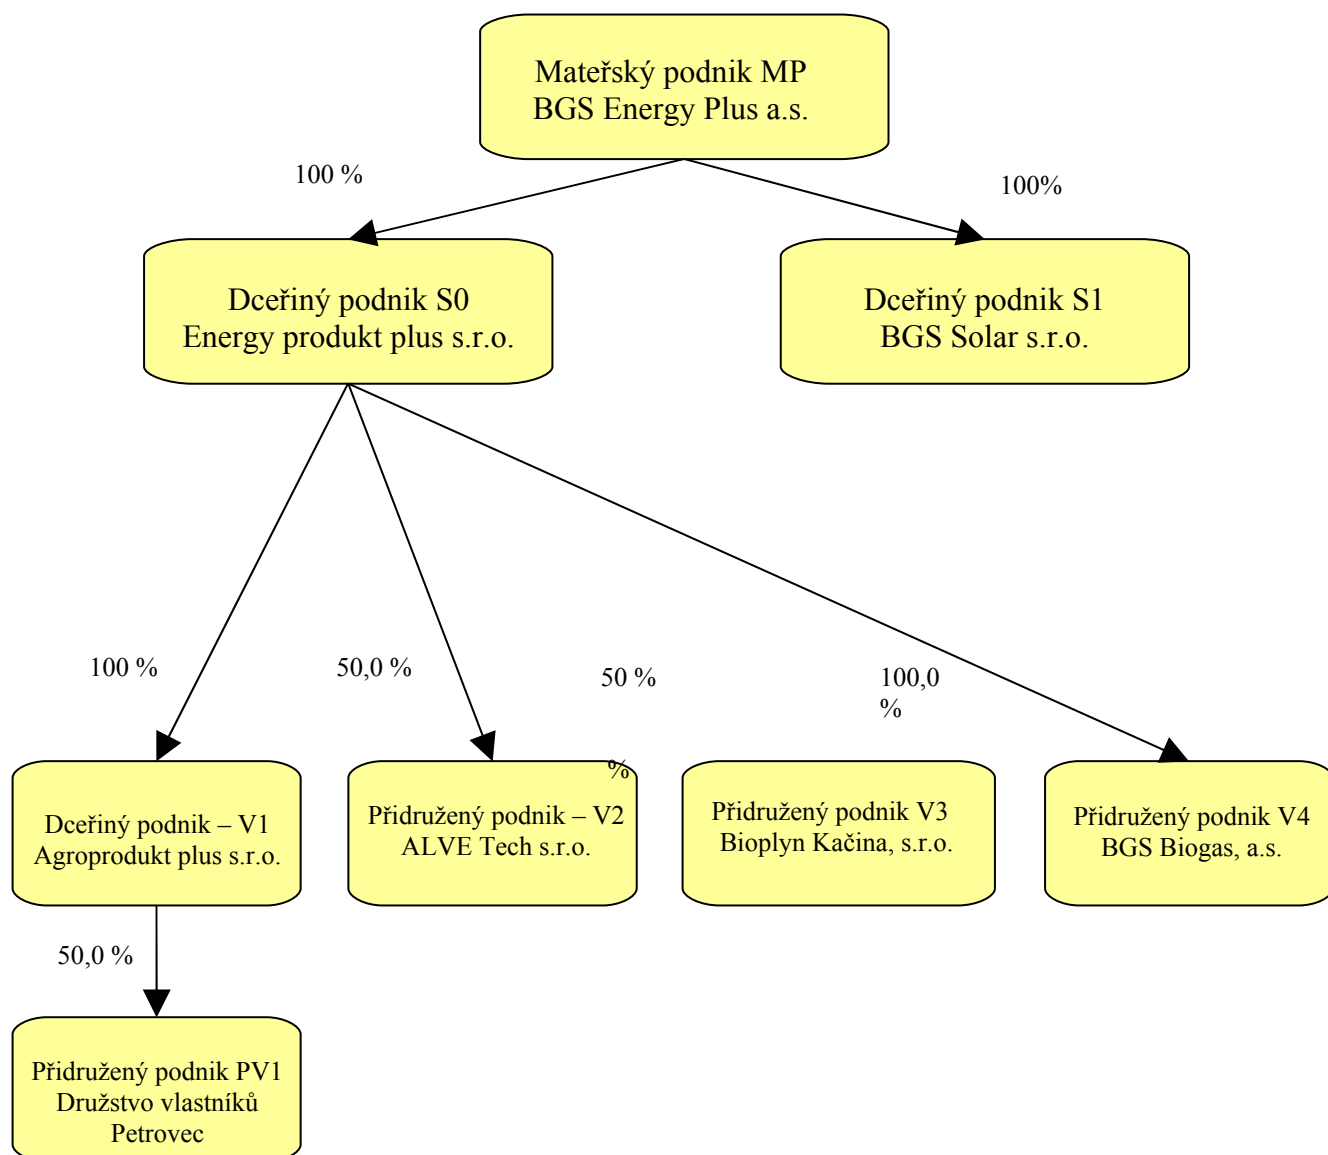 Mateřský podnik MP
BGS Energy Plus a.s.
100 %
100%
Dceřiný podnik S0
Energy produkt plus s.r.o.
Dceřiný podnik S1
BGS Solar s.r.o.
100 %
50,0 %
50 %
100,0
%
%
Dceřiný podnik – V1
Agroprodukt plus s.r.o.
Přidružený podnik – V2
ALVE Tech s.r.o.
Přidružený podnik V3
Bioplyn Kačina, s.r.o.
Přidružený podnik V4
BGS Biogas, a.s.
50,0 %
Přidružený podnik PV1
Družstvo vlastníků
Petrovec